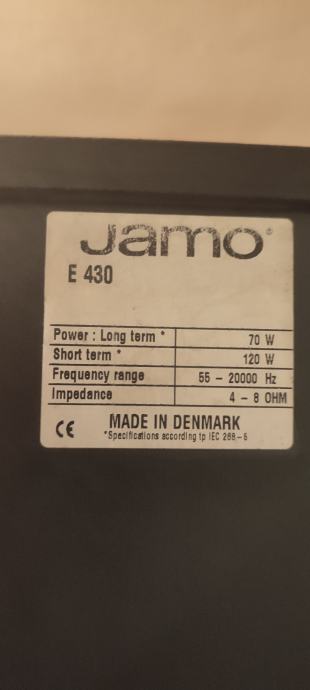 Jamo®
E 430
Power : Long term * 70 W
Short term * 120 W
Frequency range 55 – 20000 Hz
Impedance 4 – 8 OHM
CE MADE IN DENMARK
*Specifications according tp IEC 268–5